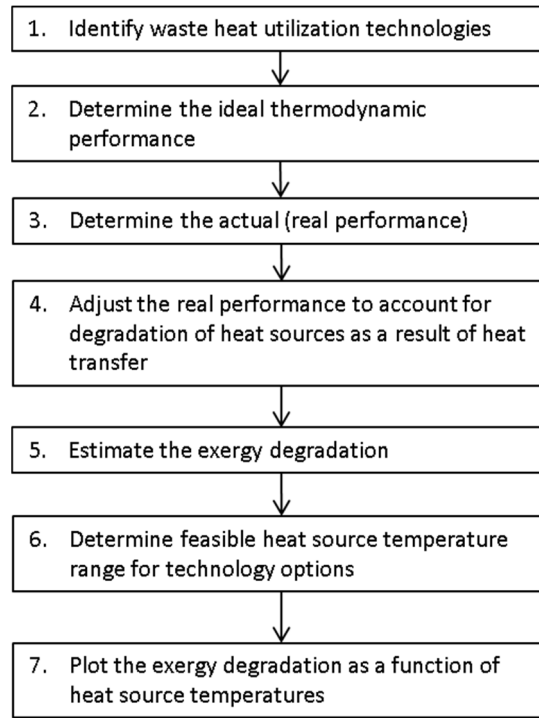 1. Identify waste heat utilization technologies
2. Determine the ideal thermodynamic
performance
3. Determine the actual (real performance)
4. Adjust the real performance to account for
degradation of heat sources as a result of heat
transfer
5. Estimate the exergy degradation
6. Determine feasible heat source temperature
range for technology options
7. Plot the exergy degradation as a function of
heat source temperatures